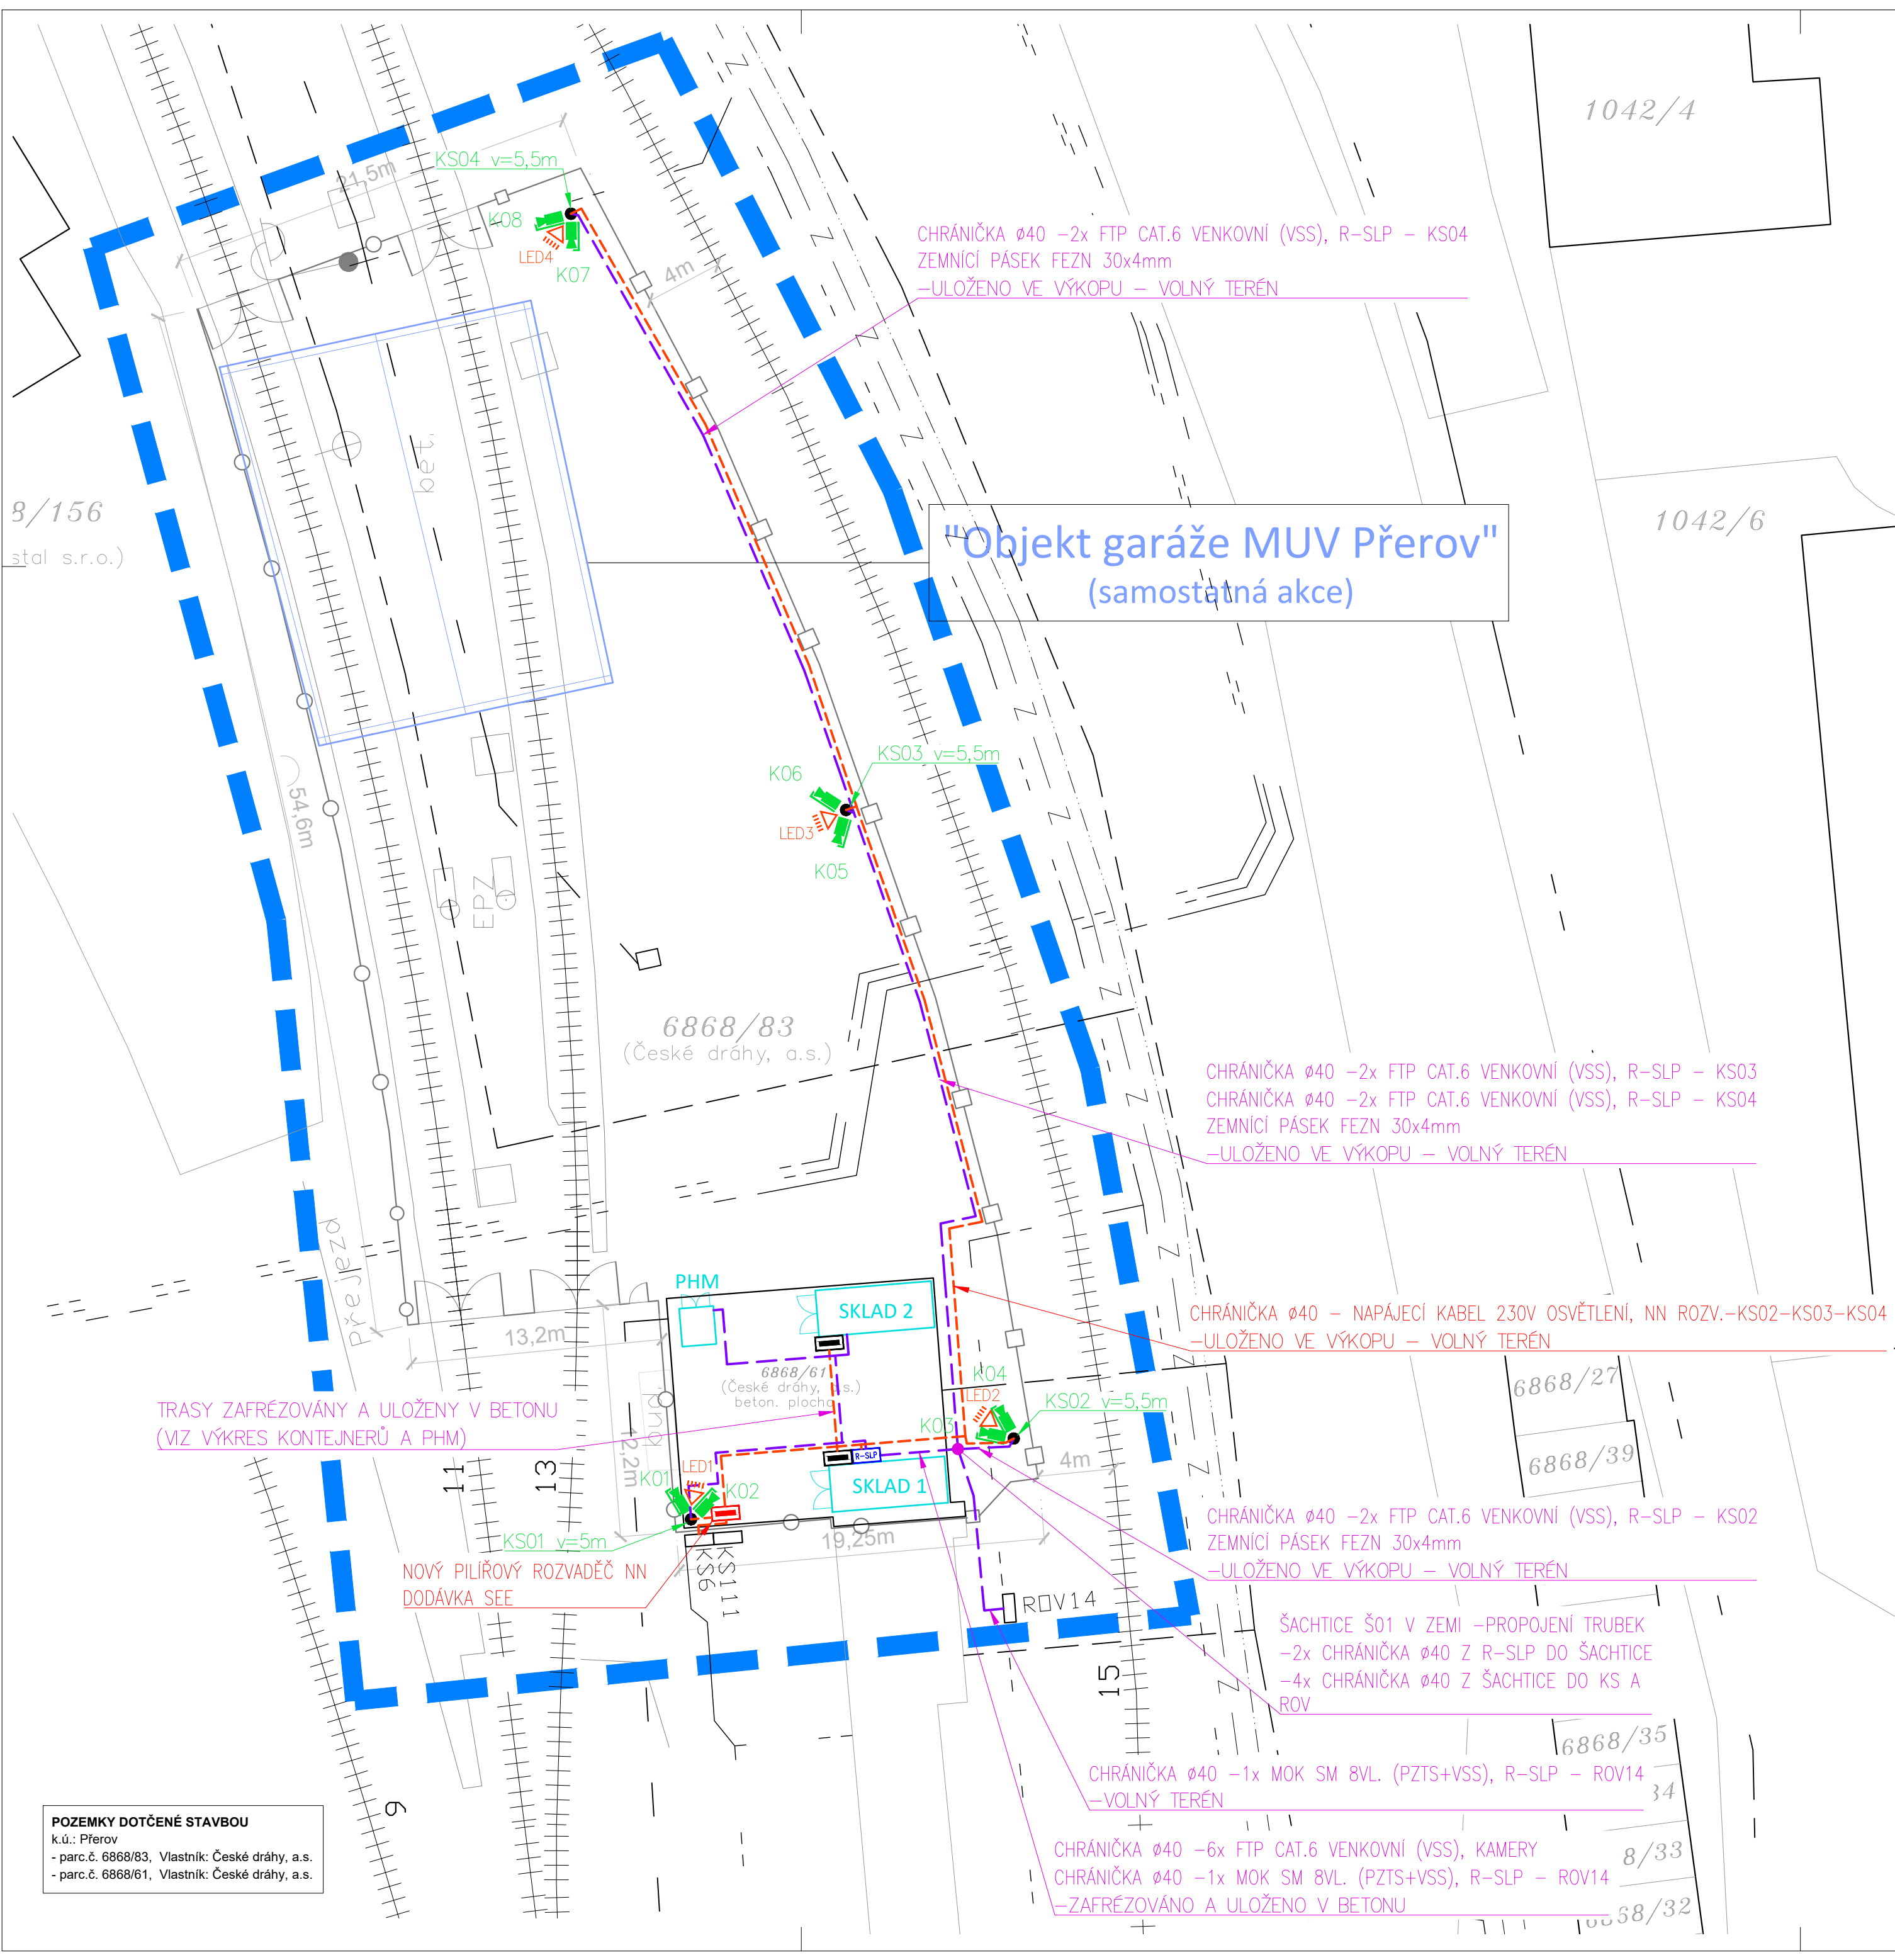 1042/4
KS04 v=5,5m
21,5m
K08
LED4
K07
4m
CHRÁNIČKA ø40 -2x FTP CAT.6 VENKOVNÍ (VSS), R-SLP - KS04
ZEMNÍCÍ PÁSEK FEZN 30x4mm
-ULOŽENO VE VÝKOPU - VOLNÝ TERÉN
bet.
8/156
stal s.r.o.)
"Objekt garáže MUV Přerov"
(samostatná akce)
1042/6
KS03 v=5,5m
K06
LED3
K05
54,6m
EPZ
6868/83
(České dráhy, a.s.)
CHRÁNIČKA ø40 -2x FTP CAT.6 VENKOVNÍ (VSS), R-SLP - KS03
CHRÁNIČKA ø40 -2x FTP CAT.6 VENKOVNÍ (VSS), R-SLP - KS04
ZEMNÍCÍ PÁSEK FEZN 30x4mm
-ULOŽENO VE VÝKOPU - VOLNÝ TERÉN
Přejezd
PHM
SKLAD 2
13,2m
CHRÁNIČKA ø40 - NAPÁJECÍ KABEL 230V OSVĚTLENÍ, NN ROZV.-KS02-KS03-KS04
-ULOŽENO VE VÝKOPU - VOLNÝ TERÉN
6868/61
(České dráhy, a.s.)
beton. plocha
K04
LED2
KS02 v=5,5m
K03
6868/27
TRASY ZAFRÉZOVÁNY A ULOŽENY V BETONU
(VIZ VÝKRES KONTEJNERŮ A PHM)
12,2m
11
13
R-SLP
4m
6868/39
K01
LED1
K02
SKLAD 1
KS01 v=5m
19,25m
CHRÁNIČKA ø40 -2x FTP CAT.6 VENKOVNÍ (VSS), R-SLP - KS02
ZEMNÍCÍ PÁSEK FEZN 30x4mm
-ULOŽENO VE VÝKOPU - VOLNÝ TERÉN
NOVÝ PILÍŘOVÝ ROZVADĚČ NN
DODÁVKA SEE
KS6
KS111
ROV14
ŠACHTICE Š01 V ZEMI -PROPOJENÍ TRUBEK
-2x CHRÁNIČKA ø40 Z R-SLP DO ŠACHTICE
-4x CHRÁNIČKA ø40 Z ŠACHTICE DO KS A
ROV
15
6868/35
CHRÁNIČKA ø40 -1x MOK SM 8VL. (PZTS+VSS), R-SLP - ROV14
-VOLNÝ TERÉN
34
9
POZEMKY DOTČENÉ STAVBOU
k.ú.: Přerov
- parc.č. 6868/83, Vlastník: České dráhy, a.s.
- parc.č. 6868/61, Vlastník: České dráhy, a.s.
CHRÁNIČKA ø40 -6x FTP CAT.6 VENKOVNÍ (VSS), KAMERY
CHRÁNIČKA ø40 -1x MOK SM 8VL. (PZTS+VSS), R-SLP - ROV14
-ZAFRÉZOVÁNO A ULOŽENO V BETONU
8/33
6868/32